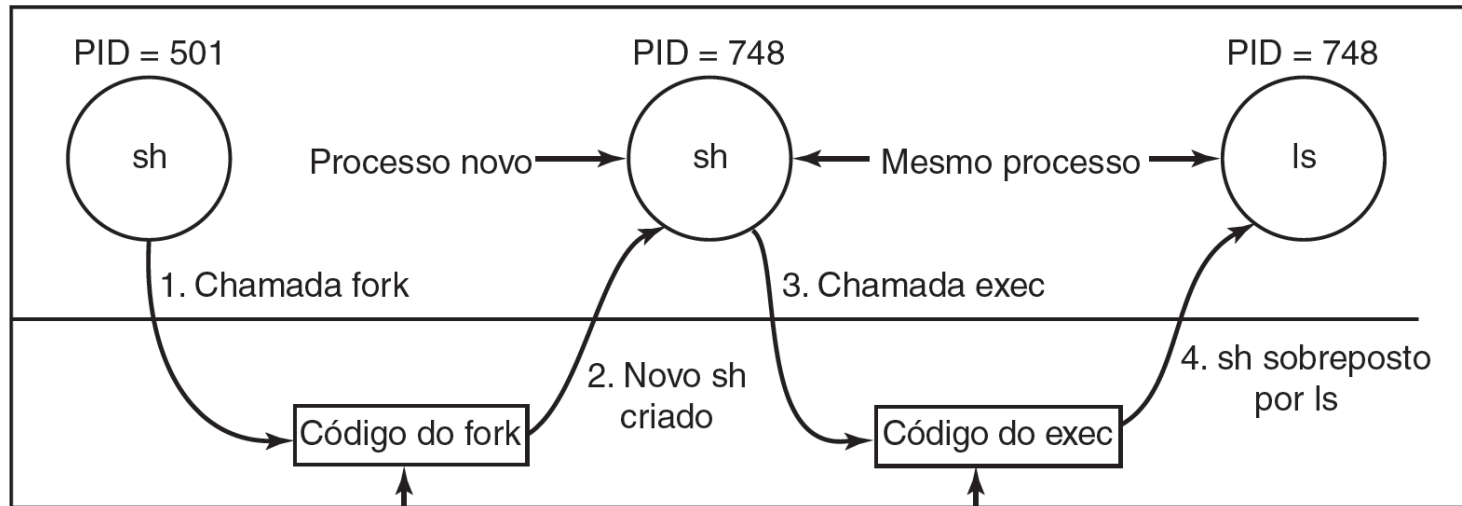 PID = 501
PID = 748
PID = 748
sh
Processo novo
sh
Mesmo processo
ls
1. Chamada fork
3. Chamada exec
2. Novo sh
criado
4. sh sobreposto
por ls
Código do fork
Código do exec